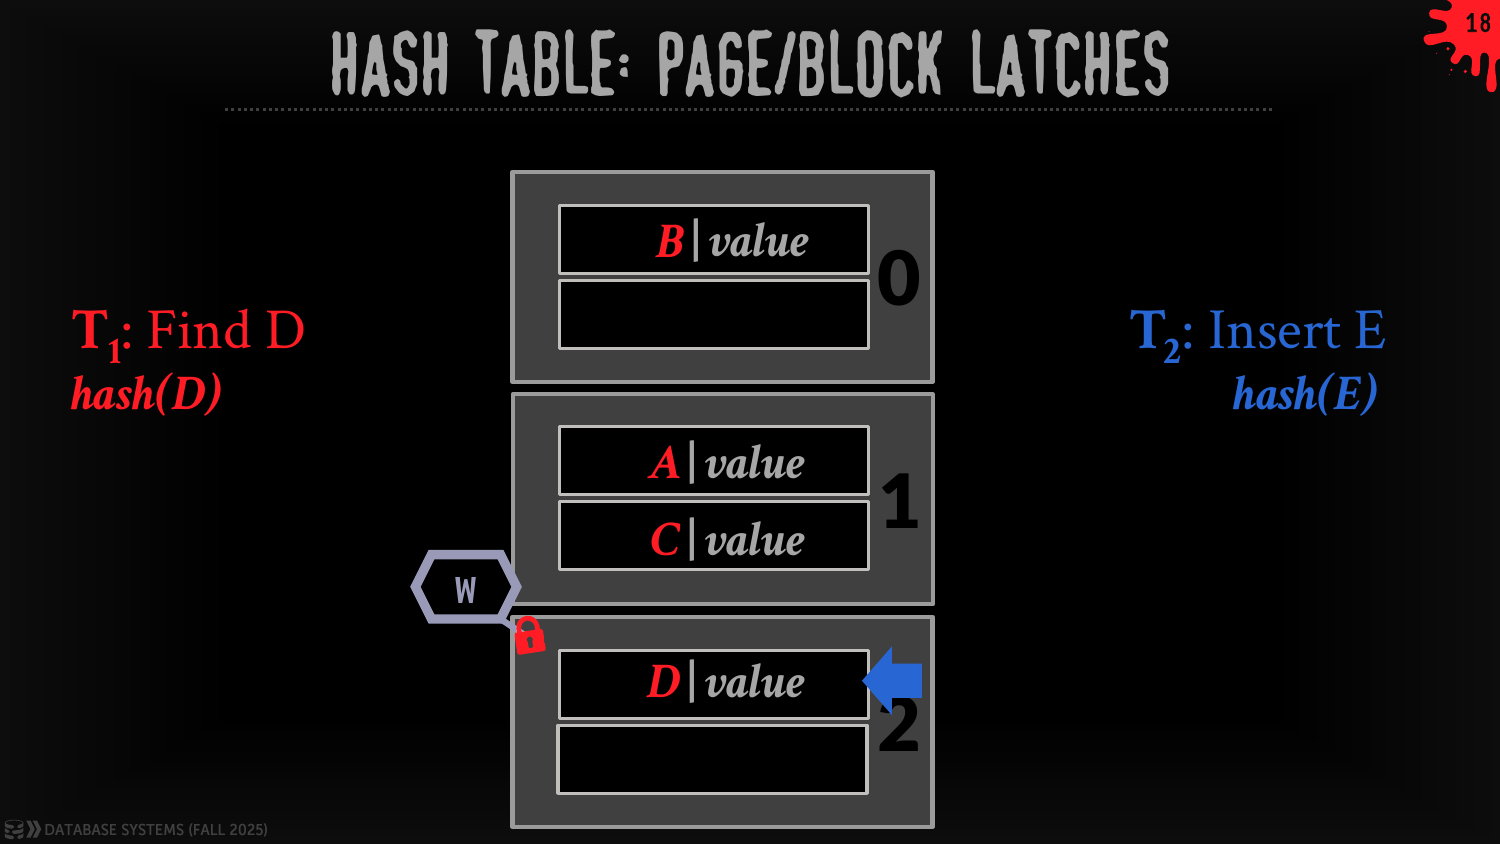 HASH TABLE: PAGE/BLOCK LATCHES
18
B|value
0
T1: Find D
hash(D)
T2: Insert E
hash(E)
A|value
1
C|value
W
D|value
2
DATABASE SYSTEMS (FALL 2025)